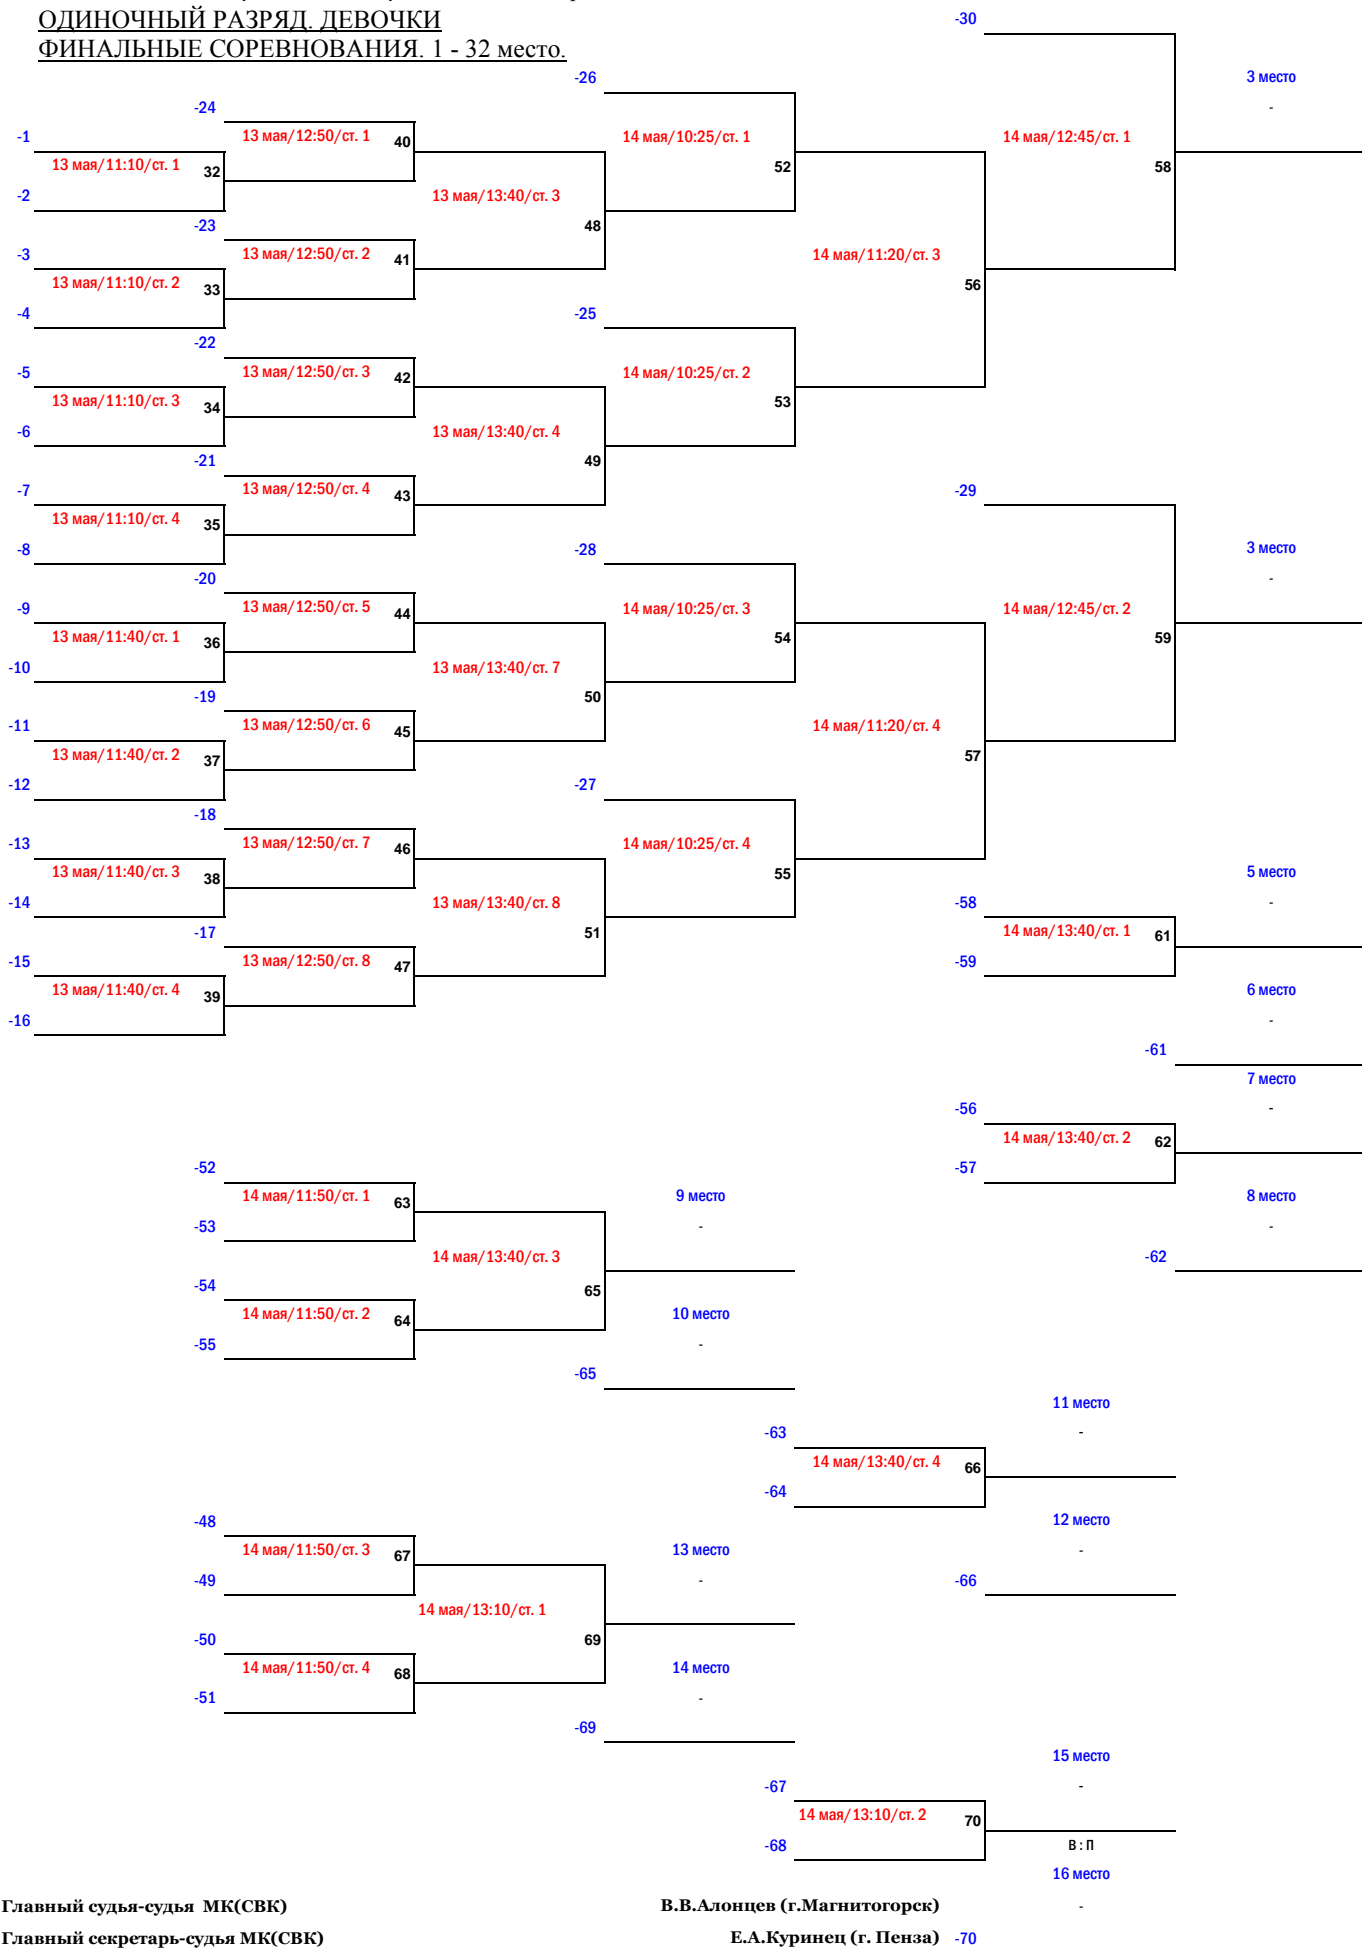 ОДИНОЧНЫЙ РАЗРЯД. ДЕВОЧКИ
-30
ФИНАЛЬНЫЕ СОРЕВНОВАНИЯ. 1 - 32 место.
-26
3 место
-24
-
-1
13 мая/12:50/ст. 1
40
14 мая/10:25/ст. 1
14 мая/12:45/ст. 1
13 мая/11:10/ст. 1
32
52
58
-2
13 мая/13:40/ст. 3
-23
48
-3
13 мая/12:50/ст. 2
41
14 мая/11:20/ст. 3
13 мая/11:10/ст. 2
33
56
-4
-25
-22
-5
13 мая/12:50/ст. 3
42
14 мая/10:25/ст. 2
13 мая/11:10/ст. 3
34
53
-6
13 мая/13:40/ст. 4
-21
49
-7
13 мая/12:50/ст. 4
43
-29
13 мая/11:10/ст. 4
35
-8
-28
3 место
-20
-
-9
13 мая/12:50/ст. 5
44
14 мая/10:25/ст. 3
14 мая/12:45/ст. 2
13 мая/11:40/ст. 1
36
54
59
-10
13 мая/13:40/ст. 7
-19
50
-11
13 мая/12:50/ст. 6
45
14 мая/11:20/ст. 4
13 мая/11:40/ст. 2
37
57
-12
-27
-18
-13
13 мая/12:50/ст. 7
46
14 мая/10:25/ст. 4
13 мая/11:40/ст. 3
38
55
5 место
-14
13 мая/13:40/ст. 8
-58
-
-17
51
14 мая/13:40/ст. 1
61
-15
13 мая/12:50/ст. 8
47
-59
13 мая/11:40/ст. 4
39
6 место
-16
-
-61
7 место
-56
-
14 мая/13:40/ст. 2
62
-52
-57
14 мая/11:50/ст. 1
63
9 место
8 место
-53
-
-
14 мая/13:40/ст. 3
-62
-54
65
14 мая/11:50/ст. 2
64
10 место
-55
-
-65
11 место
-63
-
14 мая/13:40/ст. 4
66
-64
-48
12 место
14 мая/11:50/ст. 3
67
13 место
-
-49
-
-66
14 мая/13:10/ст. 1
-50
69
14 мая/11:50/ст. 4
68
14 место
-51
-
-69
15 место
-67
-
14 мая/13:10/ст. 2
70
-68
В : П
16 место
Главный судья-судья МК(СВК)
В.В.Алонцев (г.Магнитогорск)
-
Главный секретарь-судья МК(СВК)
Е.А.Куринец (г. Пенза)
-70